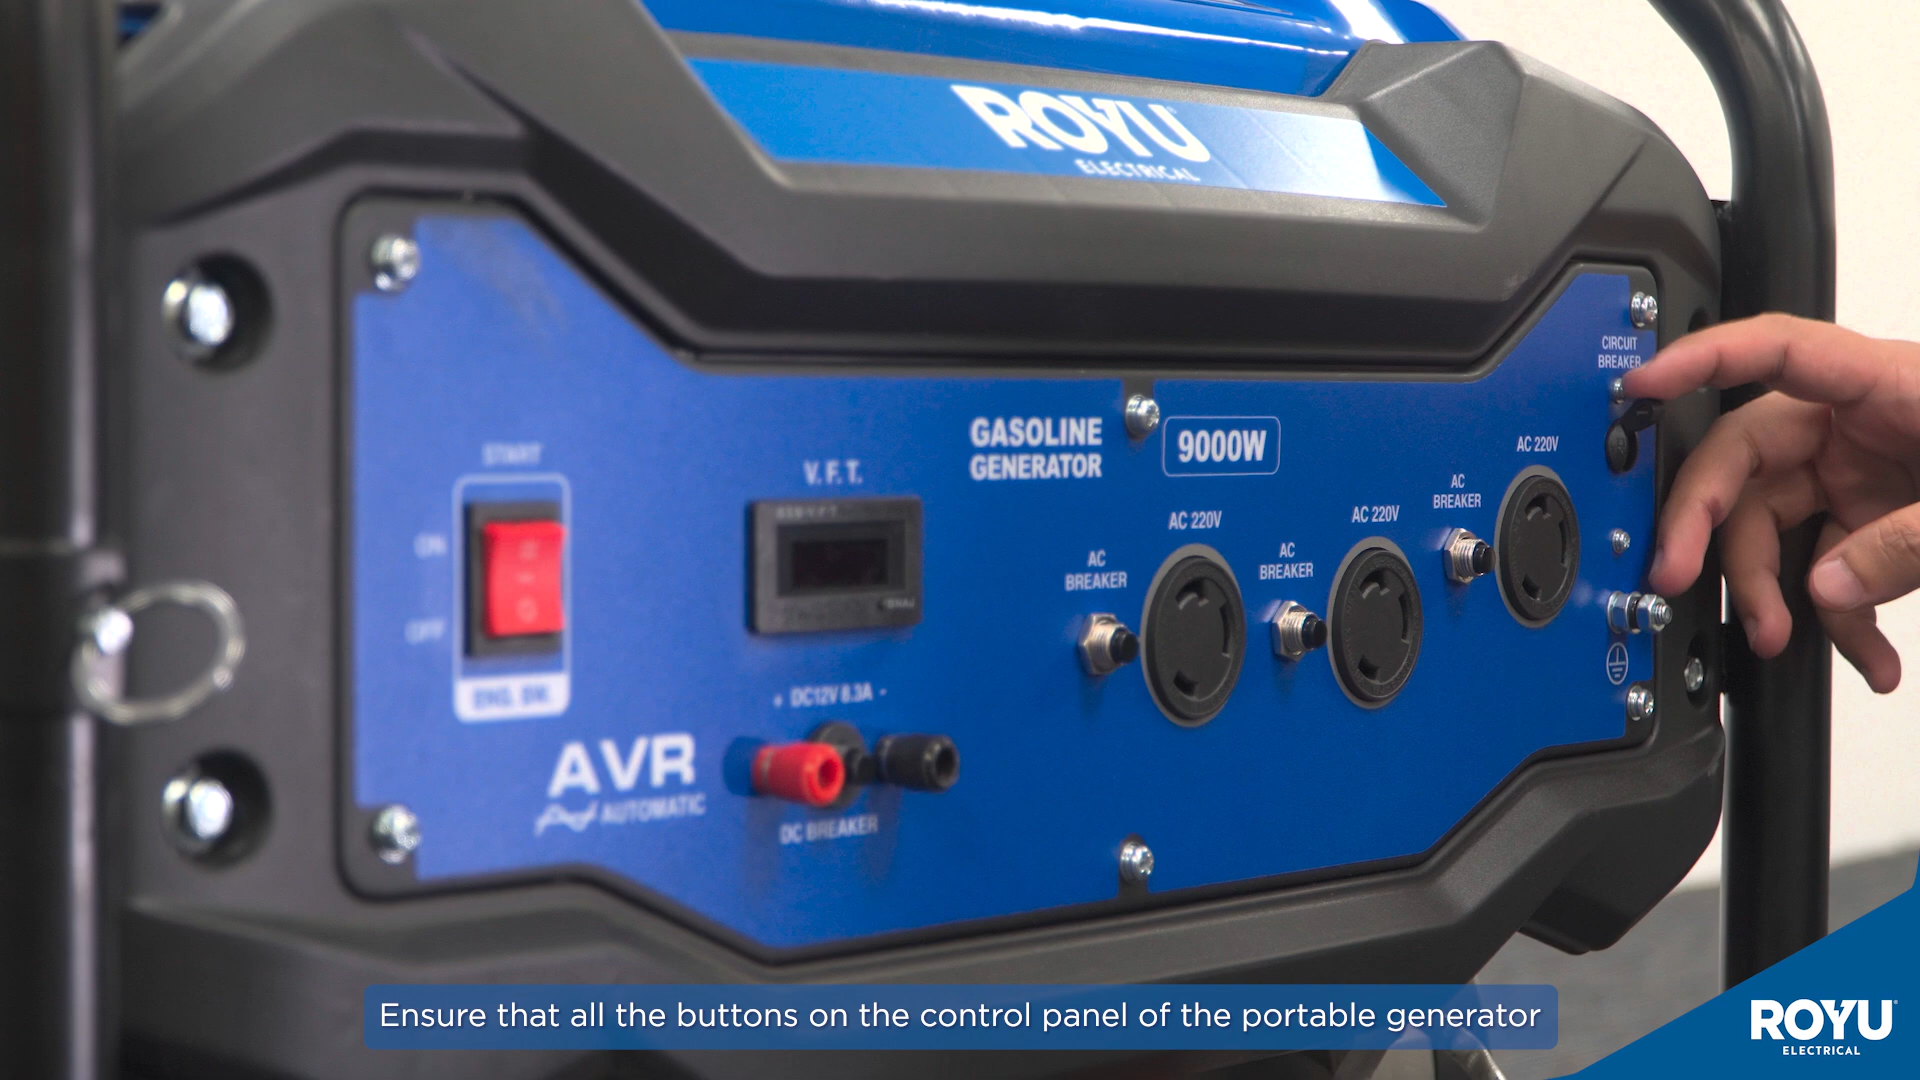 ROYU
ELECTRICAL
CIRCUIT
BREAKER
START
ON
OFF
ENG. SW.
V.F.T.
GASOLINE
GENERATOR
9000W
AC 220V
AC 220V
AC 220V
AC
BREAKER
AC
BREAKER
AC
BREAKER
+ DC12V 8.3A -
DC BREAKER
AVR
AUTOMATIC
Ensure that all the buttons on the control panel of the portable generator
ROYU
ELECTRICAL